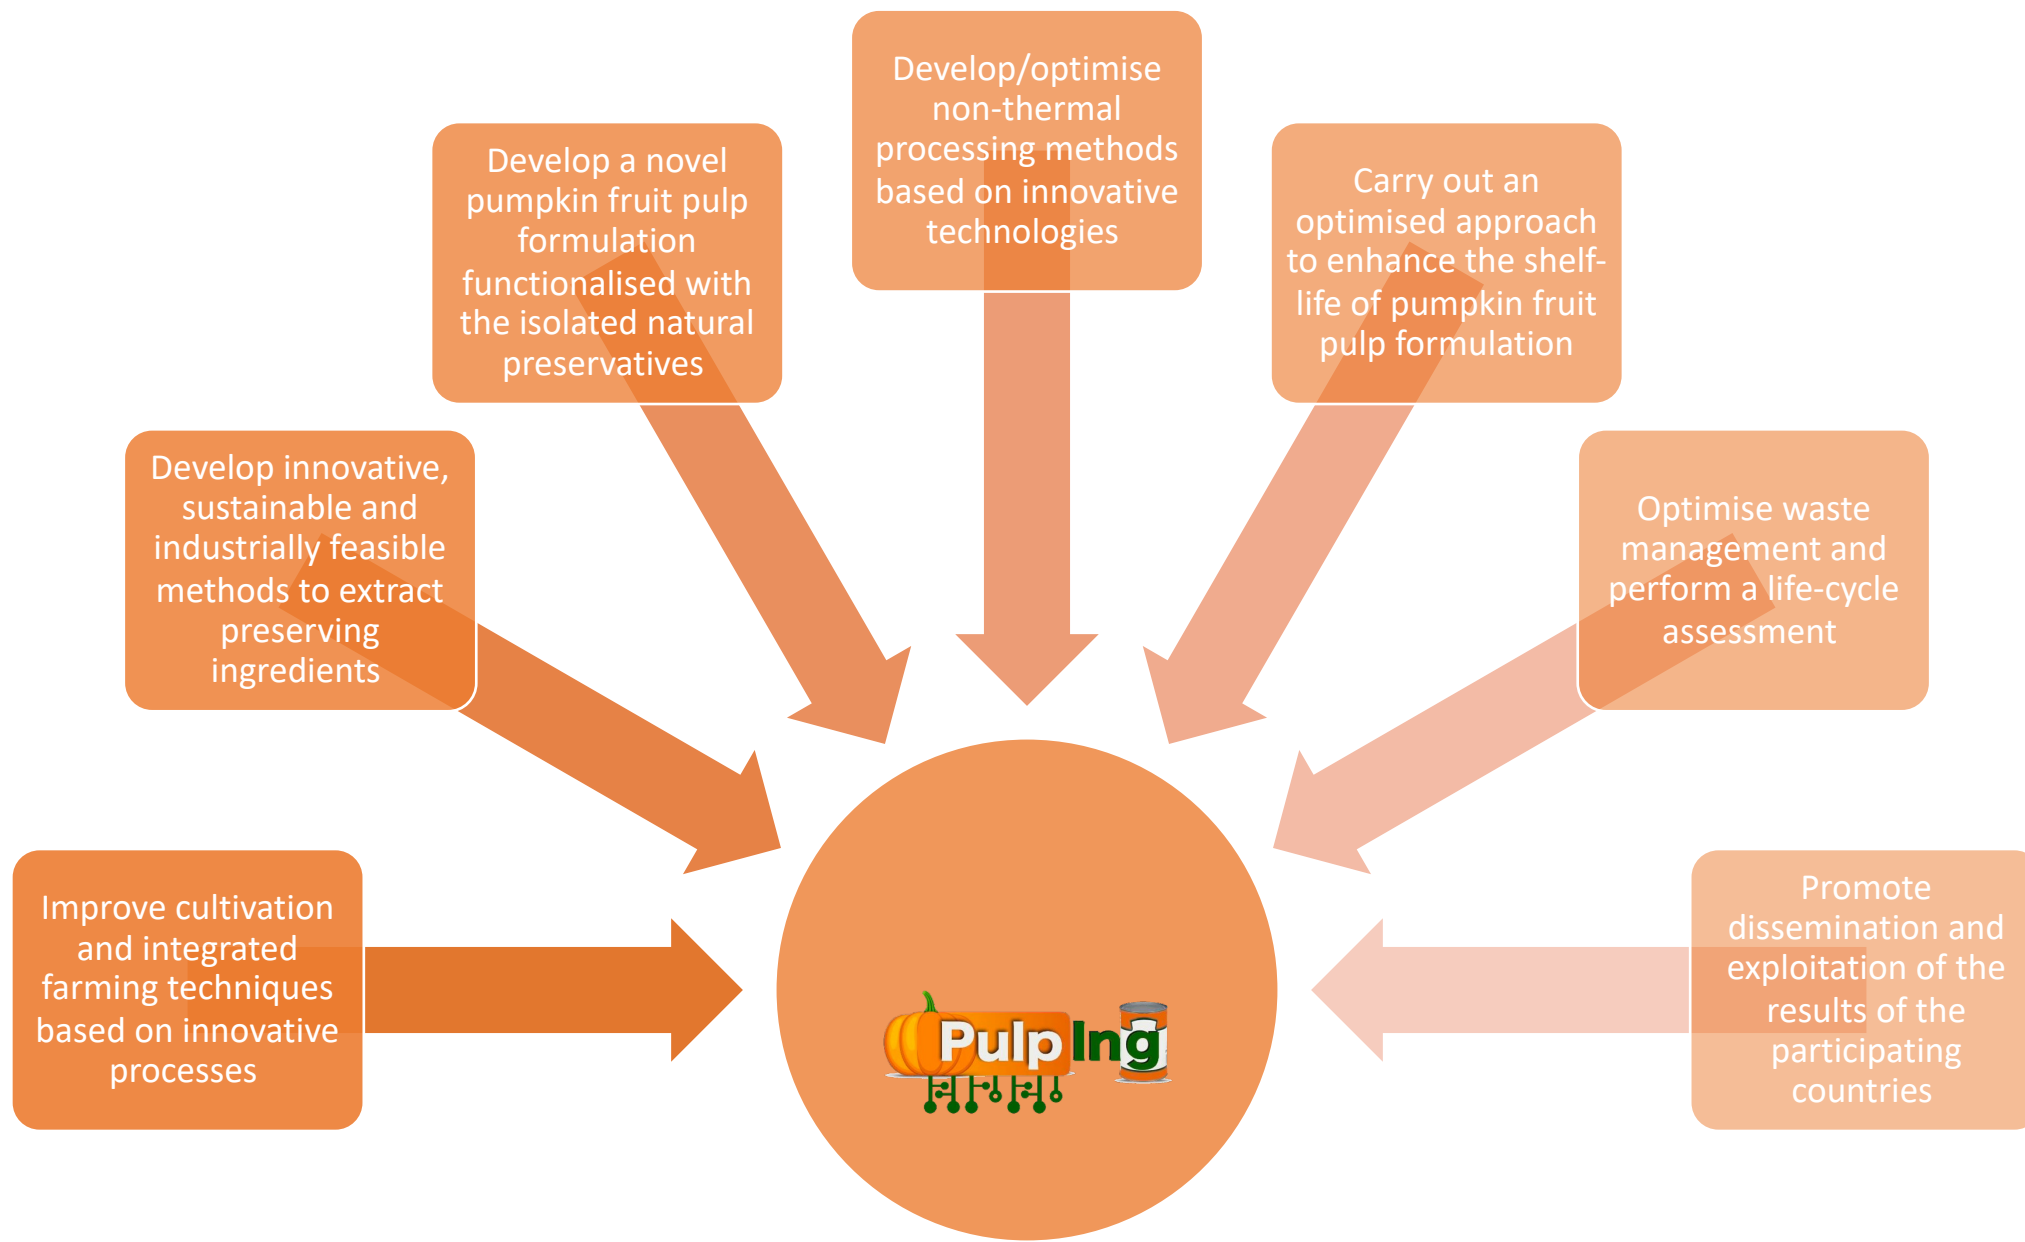 Develop/optimise
non-thermal
processing methods
based on innovative
technologies
Develop a novel
pumpkin fruit pulp
formulation
functionalised with
the isolated natural
preservatives
Carry out an
optimised approach
to enhance the shelf-
life of pumpkin fruit
pulp formulation
Develop innovative,
sustainable and
industrially feasible
methods to extract
preserving
ingredients
Optimise waste
management and
perform a life-cycle
assessment
Improve cultivation
and integrated
farming techniques
based on innovative
processes
Promote
dissemination and
exploitation of the
results of the
participating
countries
PulpIng